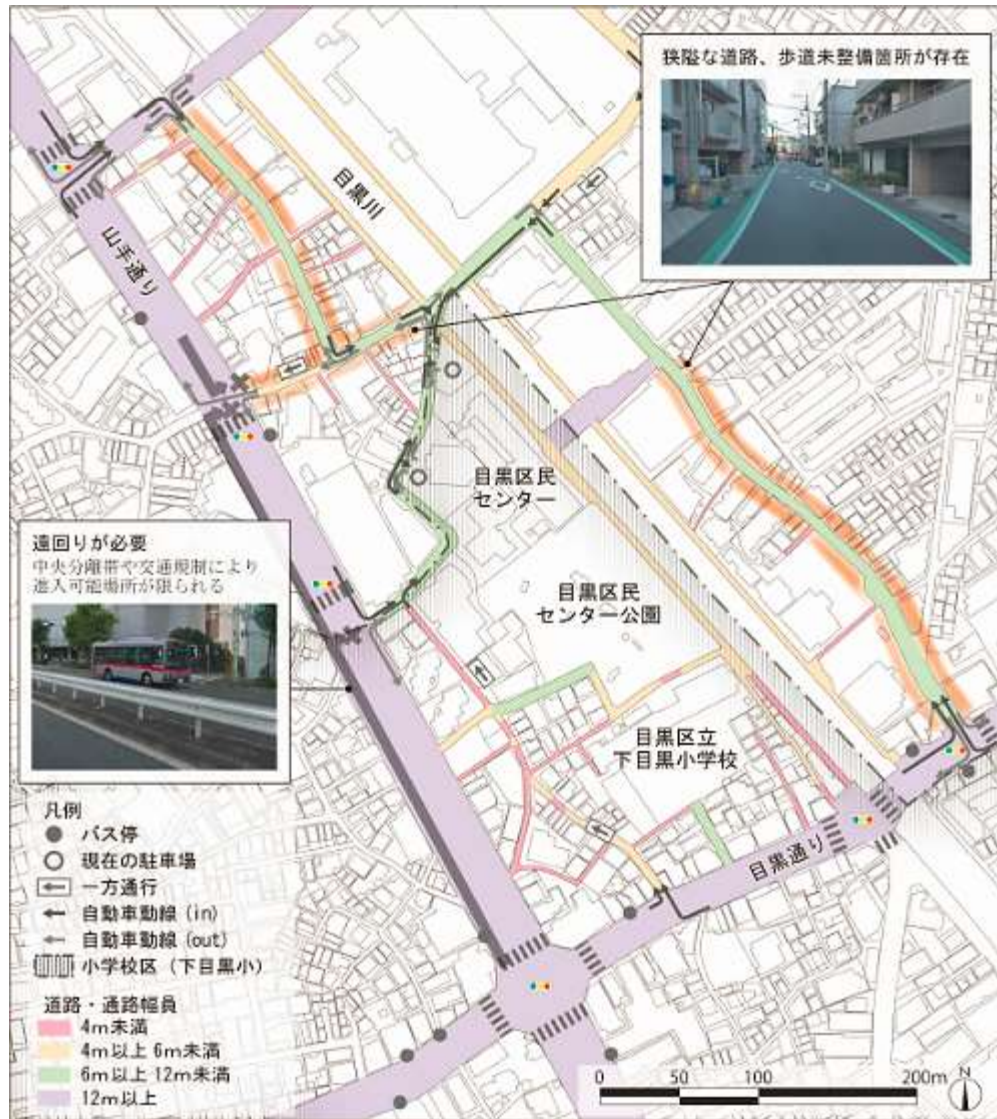 狭隘な道路、歩道未整備箇所が存在
目黒川
山手通り
目黒区民
センター
目黒区民
センター公園
目黒区立
下目黒小学校
目黒通り
遠回りが必要
中央分離帯や交通規制により
進入可能場所が限られる
凡例
バス停
現在の駐車場
一方通行
自動車動線 (in)
自動車動線 (out)
小学校区（下目黒小）
道路・通路幅員
4m未満
4m以上 6m未満
6m以上 12m未満
12m以上
0 50 100 200m
N